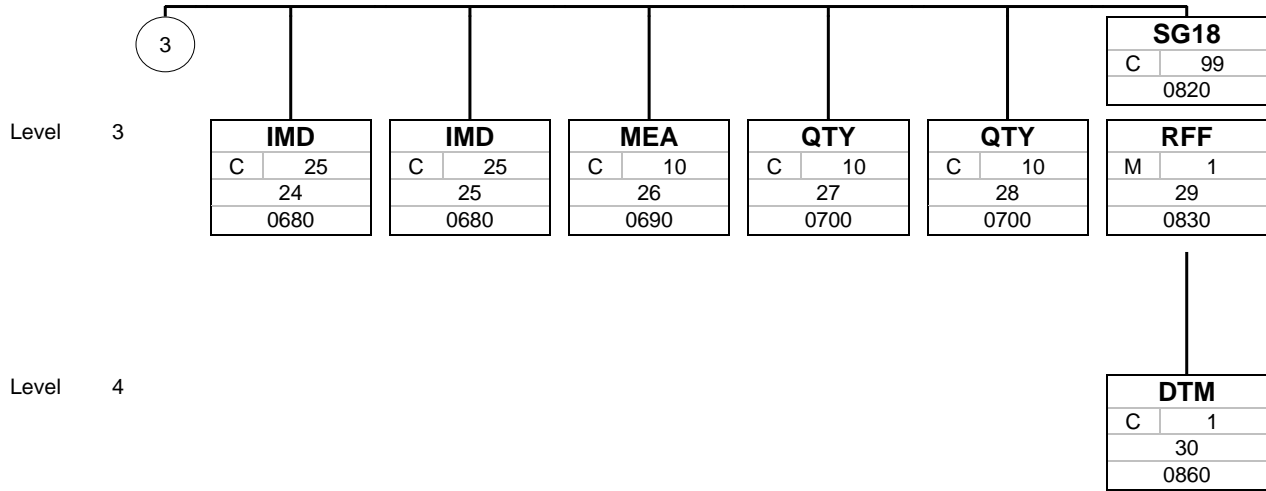 3
SG18
C 99
0820
Level 3
IMD IMD MEA QTY QTY RFF
C 25 C 25 C 10 C 10 C 10 M 1
24 25 26 27 28 29
0680 0680 0690 0700 0700 0830
Level 4
DTM
C 1
30
0860